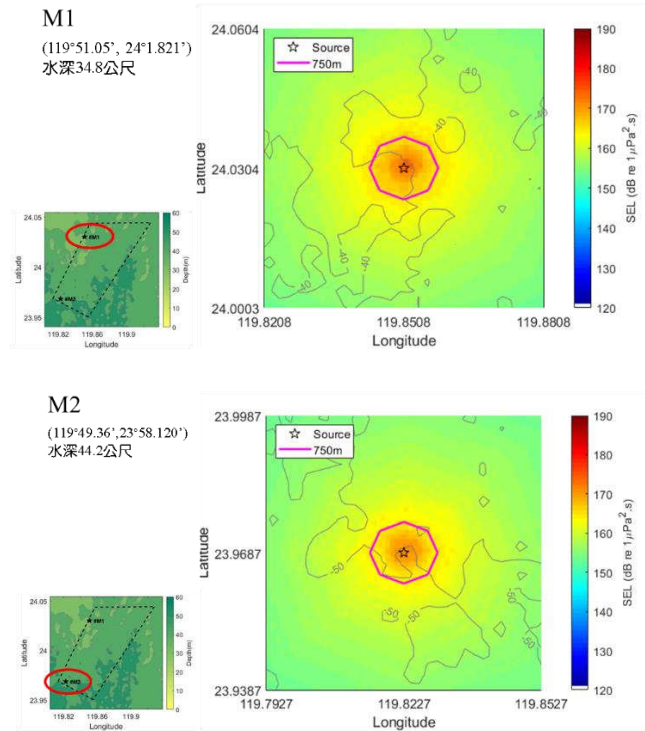 M1
(119°51.05', 24°1.821')
水深34.8公尺
24.05
24
23.95
119.82 119.86 119.9
Latitude
Longitude
#M1
#M2
60
50
40
30
20
10
0
Depth(m)
24.0604
24.0304
24.0003
119.8208 119.8508 119.8808
Latitude
Longitude
Source
750m
-40
-40
-40
-40
-40
-40
190
180
170
160
150
140
130
120
SEL (dB re 1μPa².s)
M2
(119°49.36',23°58.120')
水深44.2公尺
24.05
24
23.95
119.82 119.86 119.9
Latitude
Longitude
#M1
#M2
60
50
40
30
20
10
0
Depth(m)
23.9987
23.9687
23.9387
119.7927 119.8227 119.8527
Latitude
Longitude
Source
750m
-50
-50
-50
-50
-50
190
180
170
160
150
140
130
120
SEL (dB re 1μPa².s)